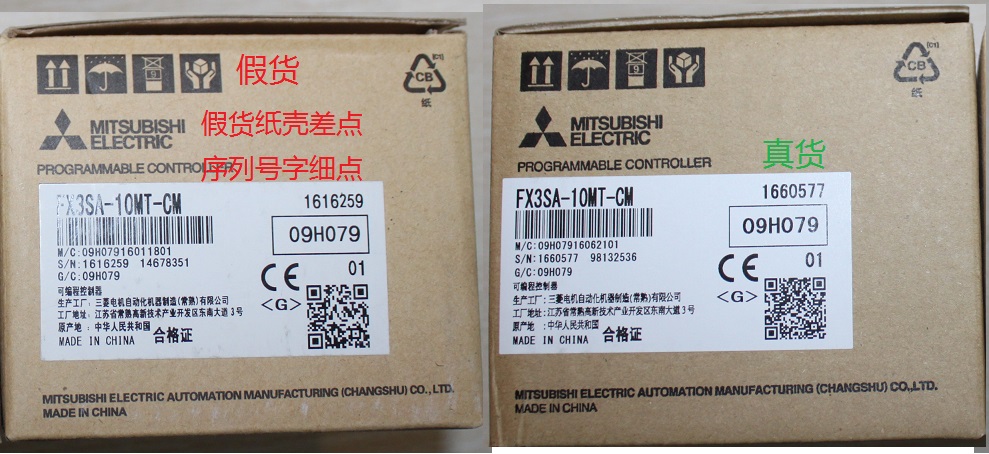 假货
CB
纸
MITSUBISHI
ELECTRIC
假货纸壳差点
PROGRAMMABLE CONTROLLER
序列号字细点
FX3SA-10MT-CM
1616259
09H079
M/C:09H07916011801
S/N:1616259 14678351
G/C:09H079
01
<G>
可编程控制器
生产工厂: 三菱电机自动化机器制造(常熟)有限公司
工厂地址: 江苏省常熟高新技术产业开发区东南大道3号
原产地: 中华人民共和国
MADE IN CHINA 合格证
MITSUBISHI ELECTRIC AUTOMATION MANUFACTURING (CHANGSHU) CO., LTD.
MADE IN CHINA
CB
纸
MITSUBISHI
ELECTRIC
真货
PROGRAMMABLE CONTROLLER
FX3SA-10MT-CM
1660577
09H079
M/C:09H07916062101
S/N:1660577 98132536
G/C:09H079
CE
01
<G>
可编程控制器
生产工厂: 三菱电机自动化机器制造(常熟)有限公司
工厂地址: 江苏省常熟高新技术产业开发区东南大道3号
原产地: 中华人民共和国
MADE IN CHINA 合格证
MITSUBISHI ELECTRIC AUTOMATION MANUFACTURING (CHANGSHU) CO.,LTD.
MADE IN CHINA